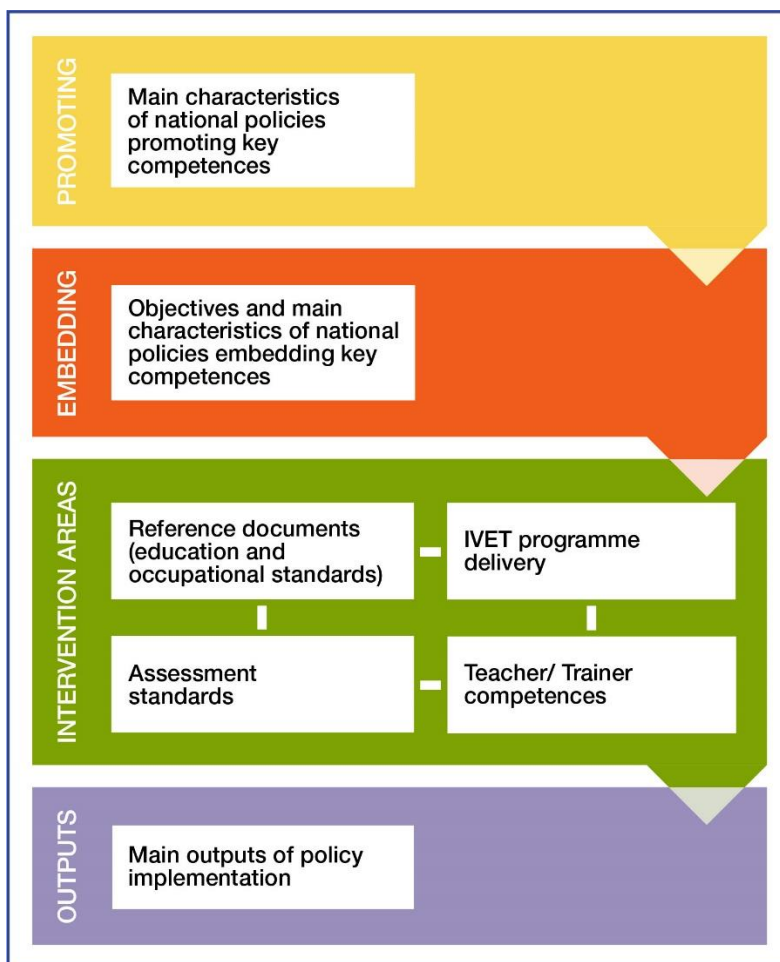 PROMOTING
Main characteristics
of national policies
promoting key
competences
EMBEDDING
Objectives and main
characteristics of national
policies embedding key
competences
INTERVENTION AREAS
Reference documents
(education and
occupational standards)
IVET programme
delivery
Assessment
standards
Teacher/ Trainer
competences
OUTPUTS
Main outputs of policy
implementation